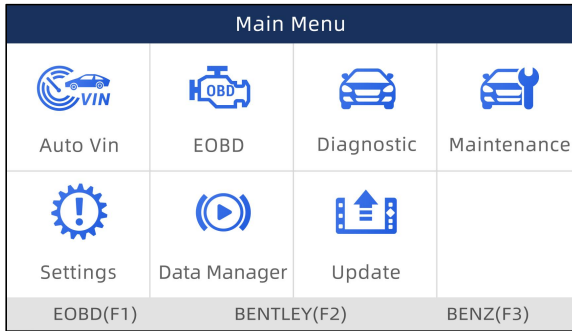 Main Menu
VIN OBD
Auto Vin EOBD Diagnostic Maintenance
Settings Data Manager Update
EOBD(F1) BENTLEY(F2) BENZ(F3)